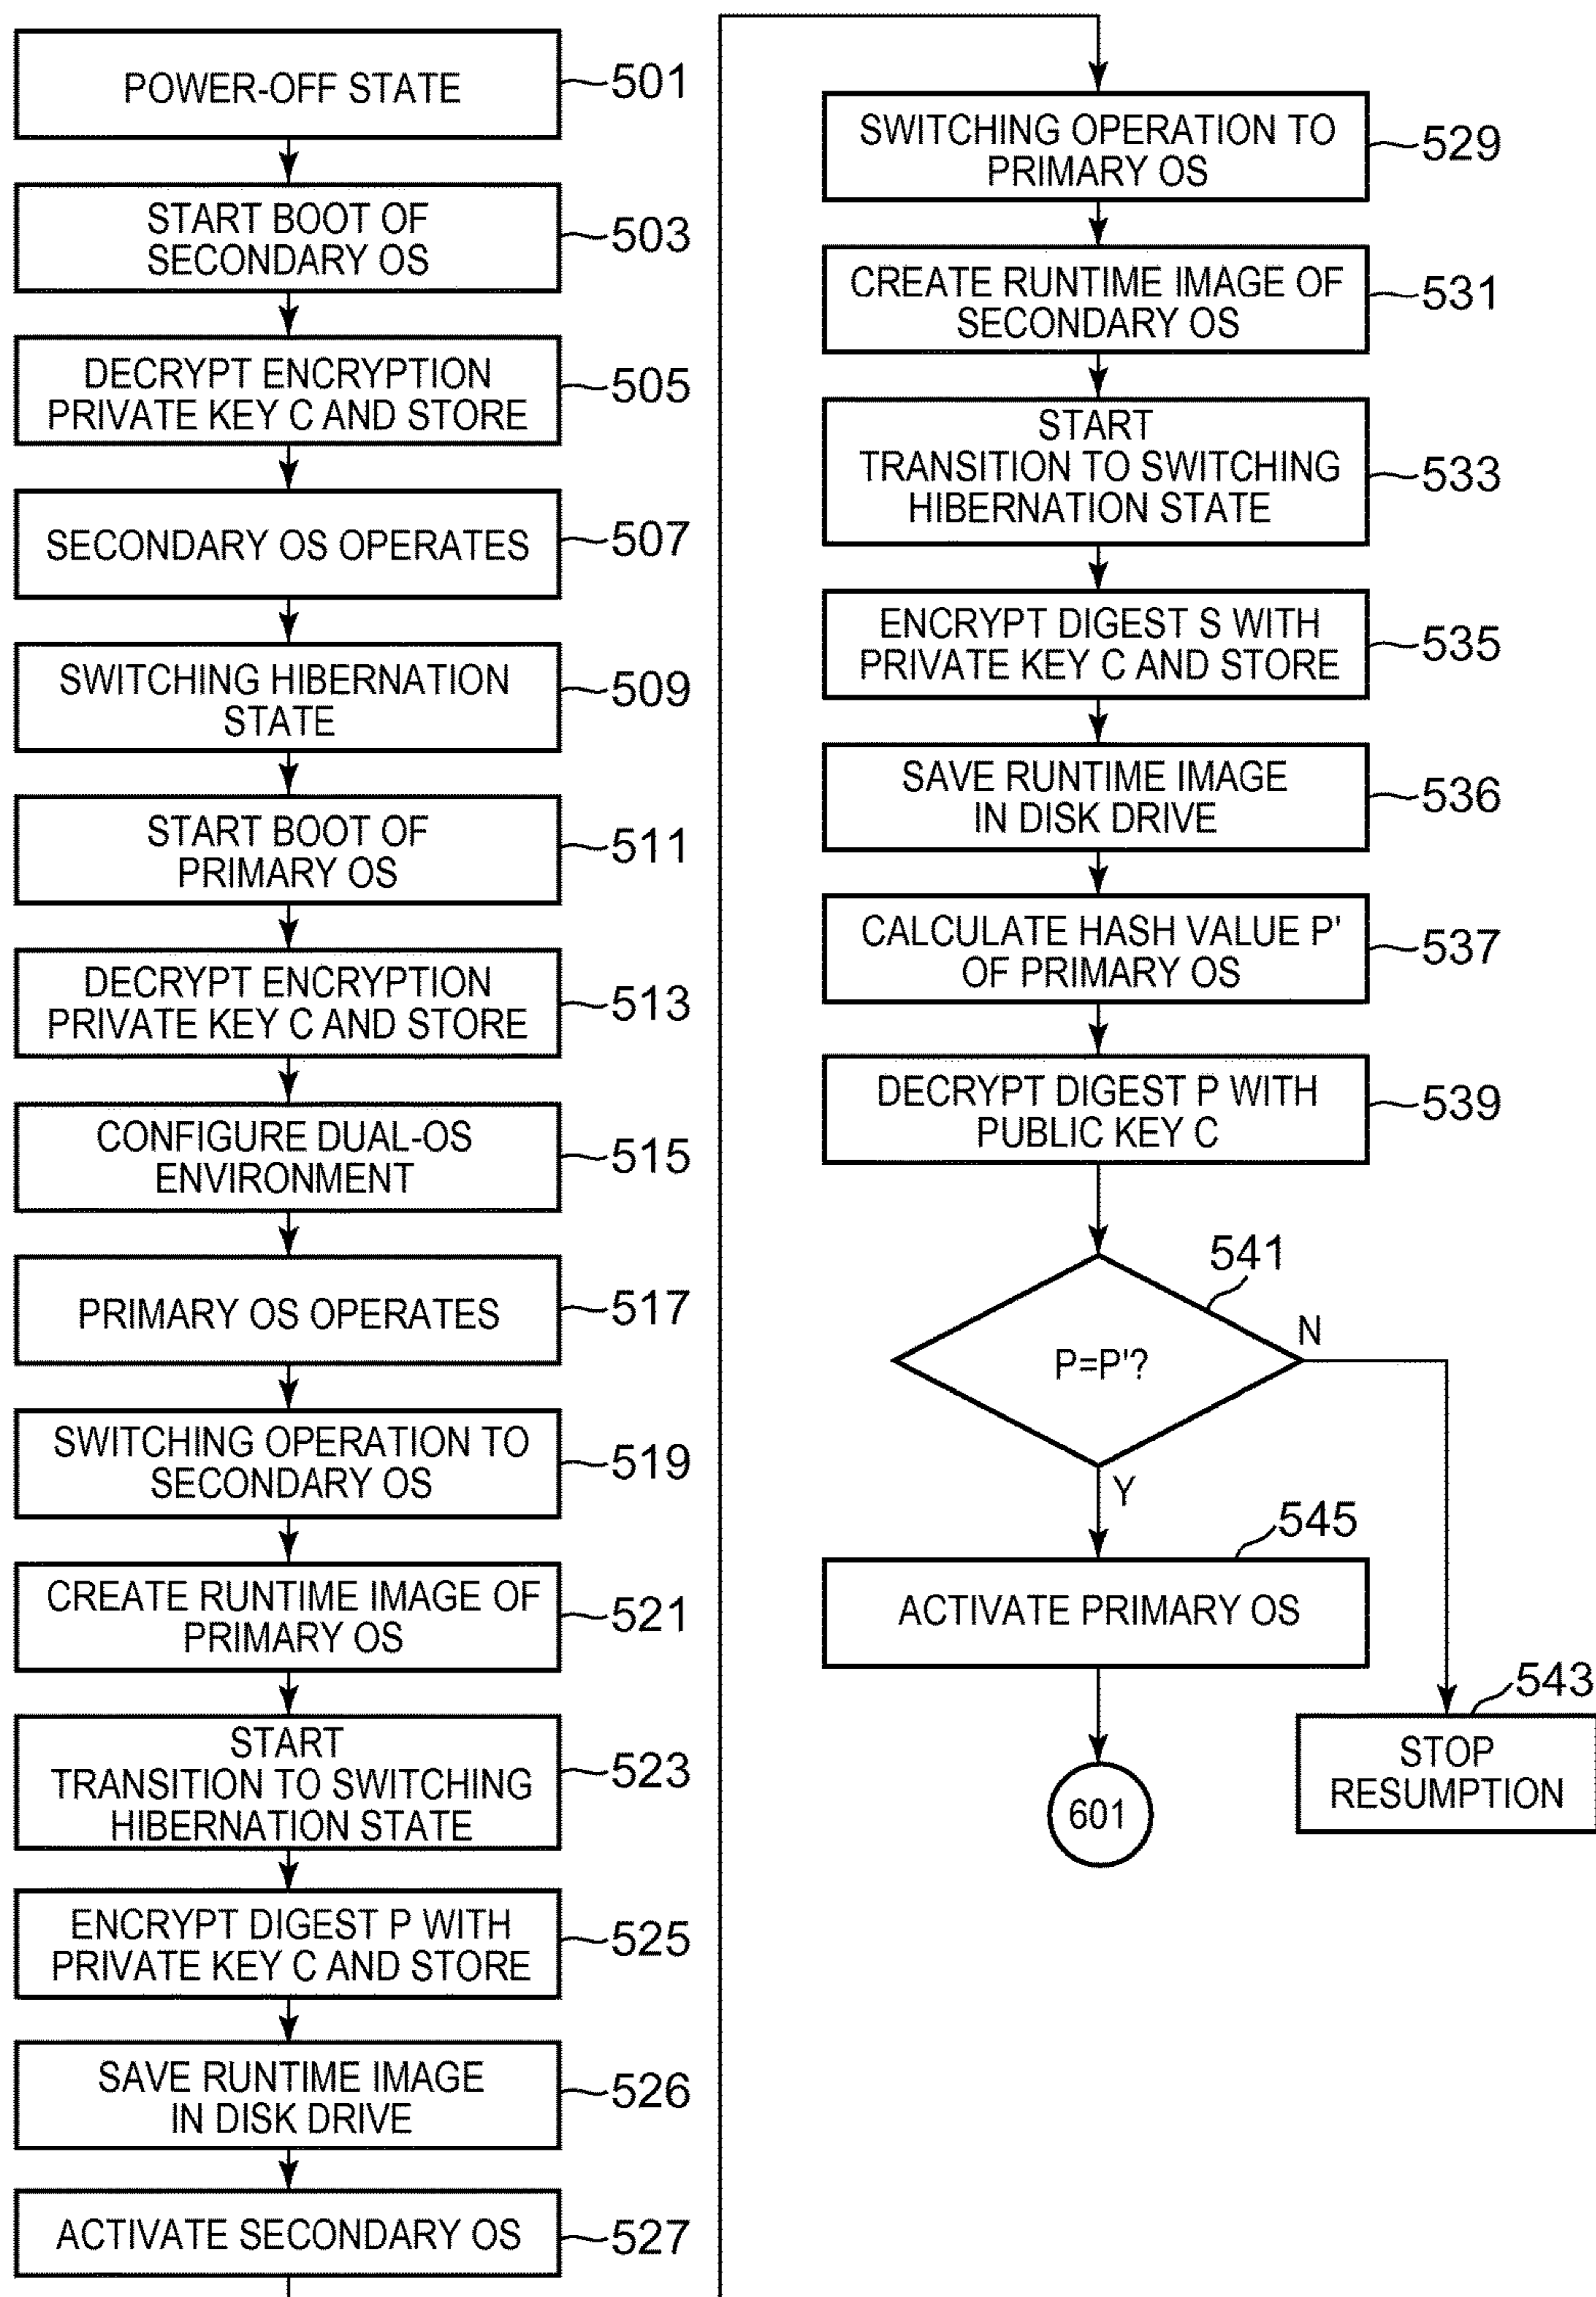 POWER-OFF STATE
501
START BOOT OF
SECONDARY OS
503
DECRYPT ENCRYPTION
PRIVATE KEY C AND STORE
505
SECONDARY OS OPERATES
507
SWITCHING HIBERNATION
STATE
509
START BOOT OF
PRIMARY OS
511
DECRYPT ENCRYPTION
PRIVATE KEY C AND STORE
513
CONFIGURE DUAL-OS
ENVIRONMENT
515
PRIMARY OS OPERATES
517
SWITCHING OPERATION TO
SECONDARY OS
519
CREATE RUNTIME IMAGE OF
PRIMARY OS
521
START
TRANSITION TO SWITCHING
HIBERNATION STATE
523
ENCRYPT DIGEST P WITH
PRIVATE KEY C AND STORE
525
SAVE RUNTIME IMAGE
IN DISK DRIVE
526
ACTIVATE SECONDARY OS
527
SWITCHING OPERATION TO
PRIMARY OS
529
CREATE RUNTIME IMAGE OF
SECONDARY OS
531
START
TRANSITION TO SWITCHING
HIBERNATION STATE
533
ENCRYPT DIGEST S WITH
PRIVATE KEY C AND STORE
535
SAVE RUNTIME IMAGE
IN DISK DRIVE
536
CALCULATE HASH VALUE P'
OF PRIMARY OS
537
DECRYPT DIGEST P WITH
PUBLIC KEY C
539
541
P=P'?
N
Y
545
ACTIVATE PRIMARY OS
543
STOP
RESUMPTION
601